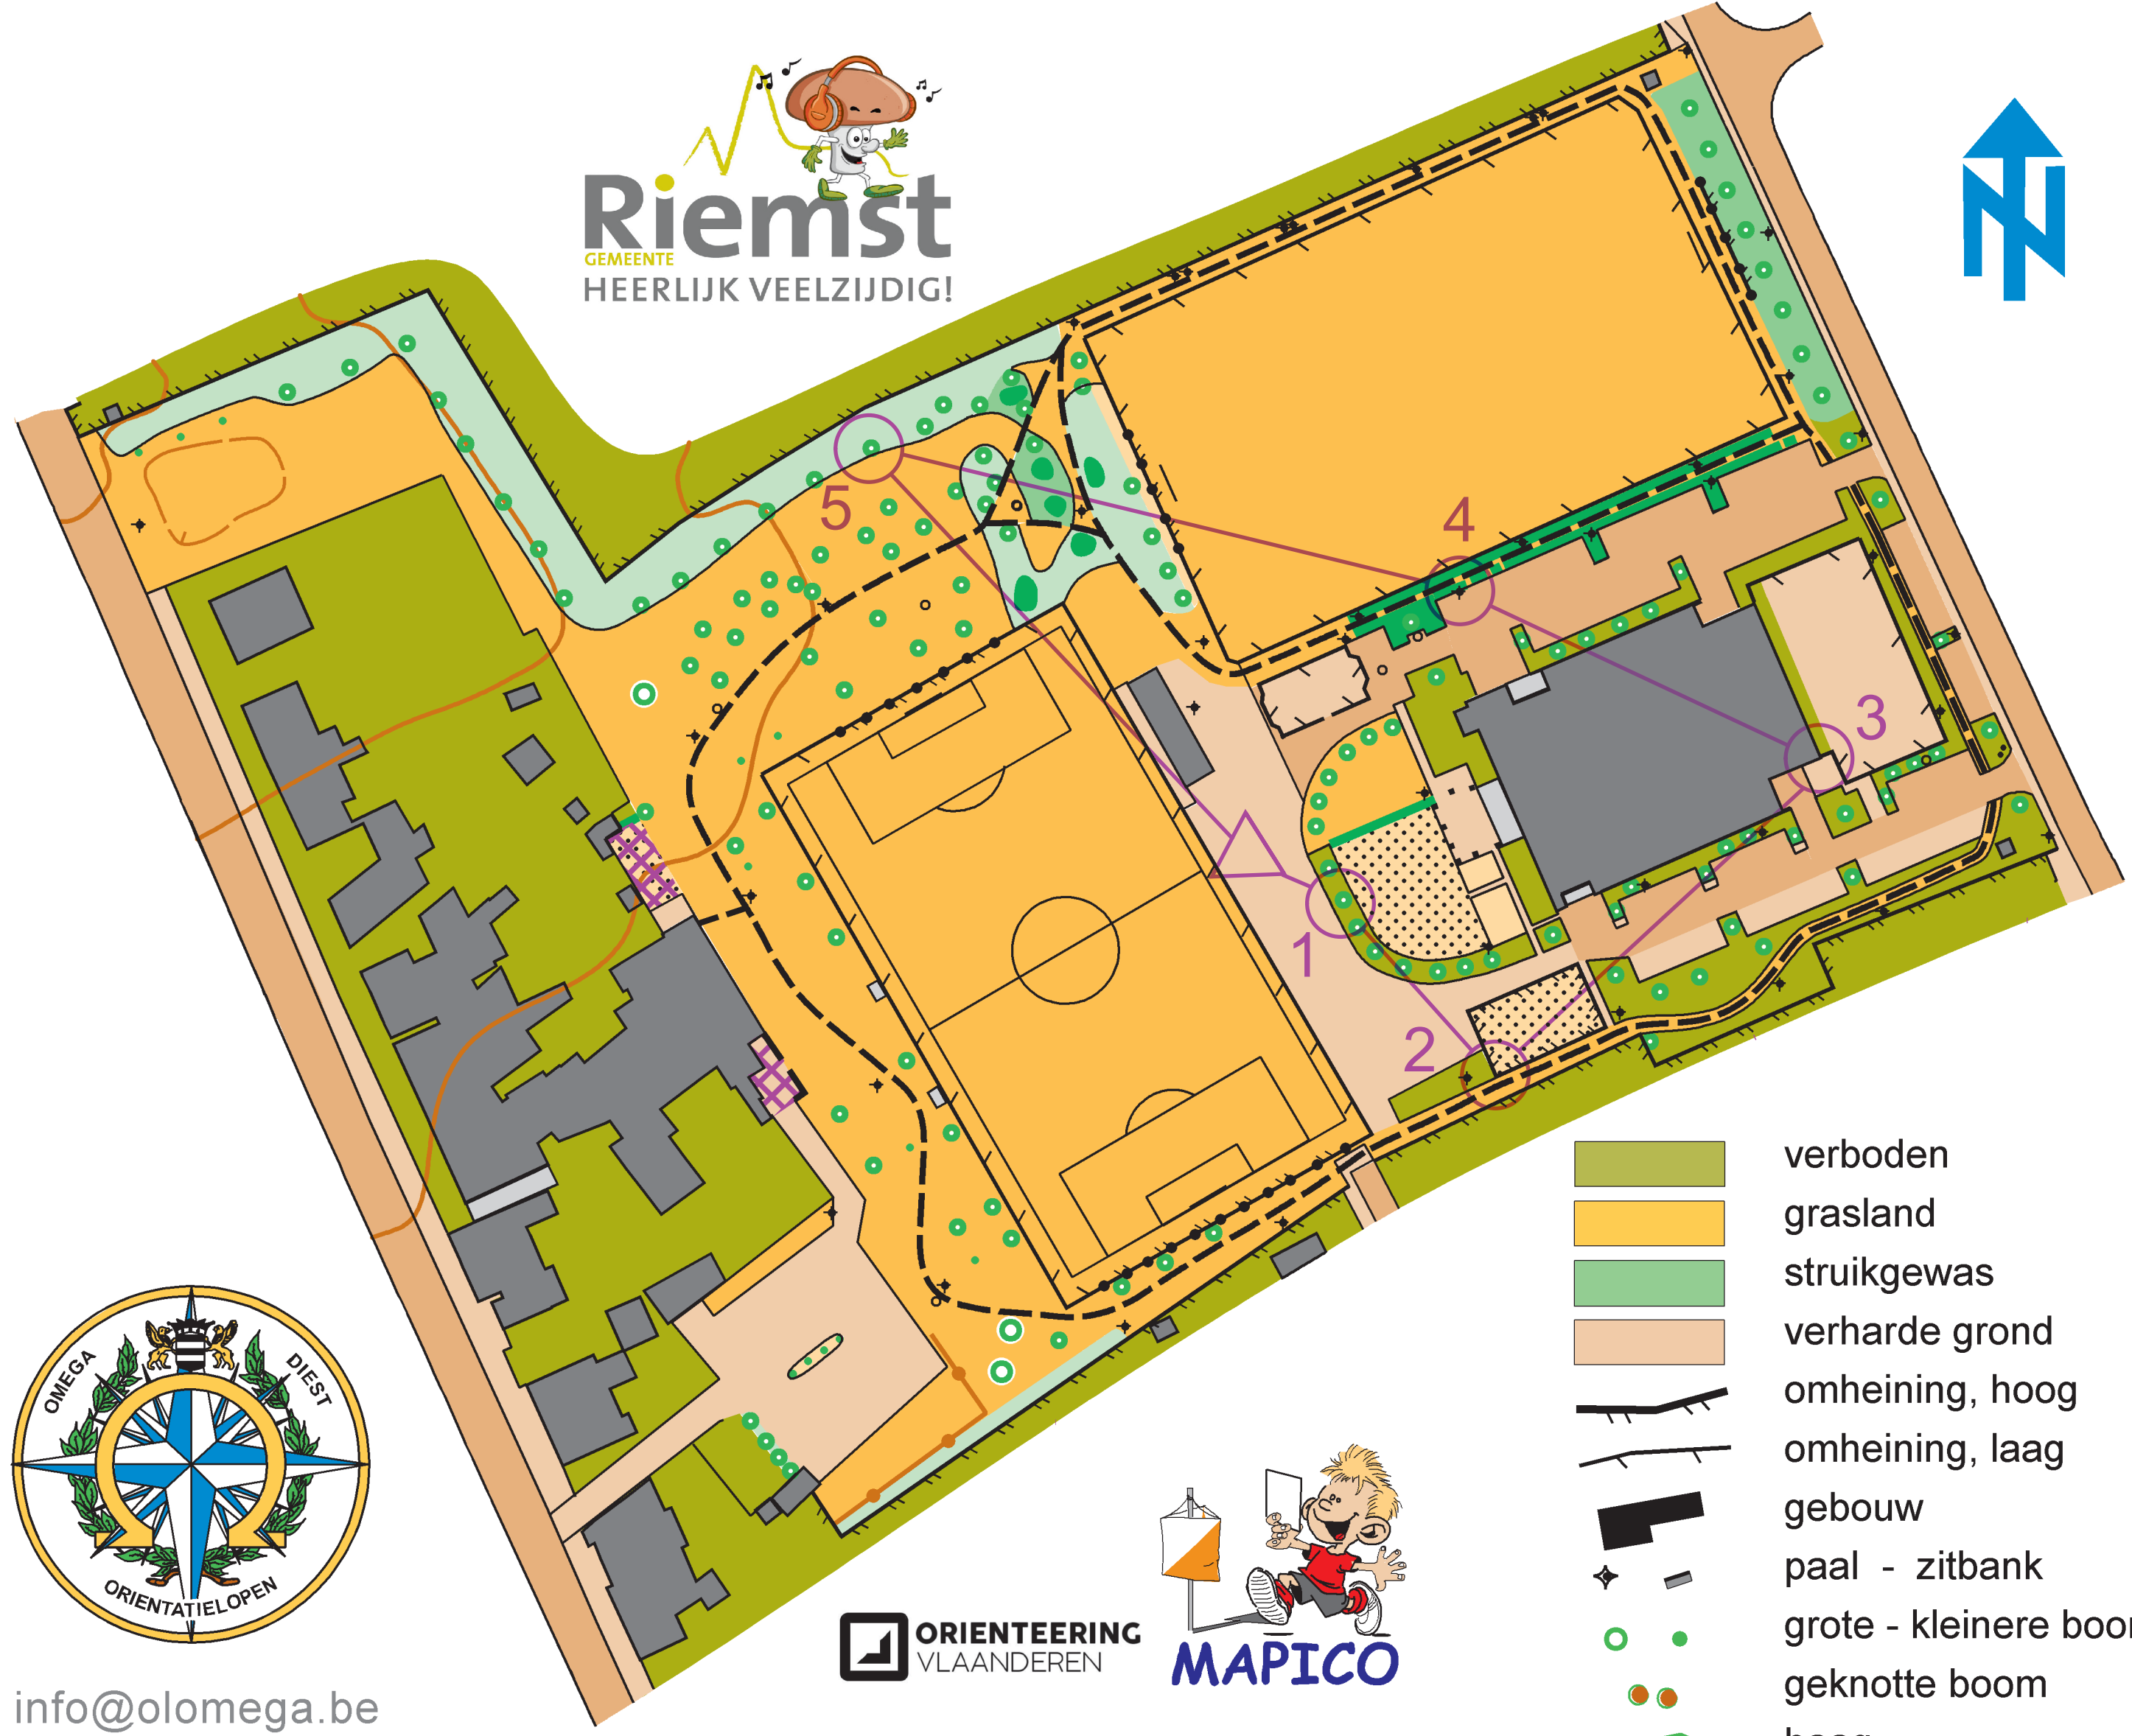 Riemst
GEMEENTE
HEERLIJK VEELZIJDIG!
N
5
4
3
1
2
verboden
grasland
struikgewas
verharde grond
omheining, hoog
omheining, laag
gebouw
paal - zitbank
grote - kleinere boo
geknotte boom
OMEGA DIEST
ORIENTATIELOPEN
ORIENTEERING
VLAANDEREN
MAPICO
info@olomega.be